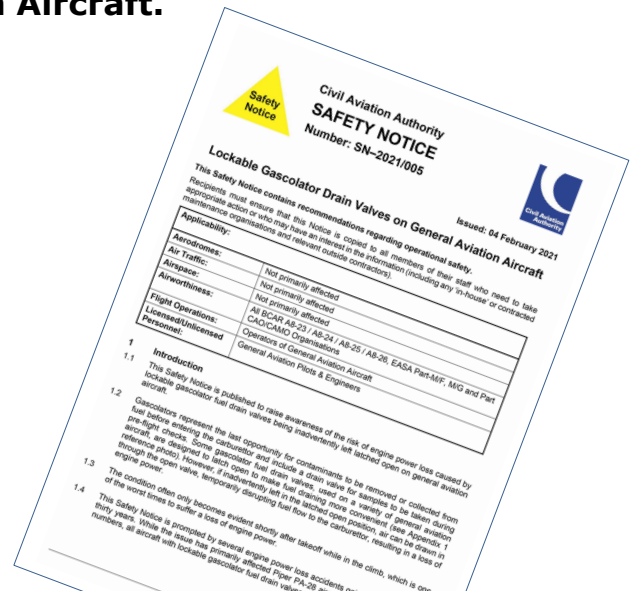 Aircraft.
Safety
Notice
Civil Aviation Authority
SAFETY NOTICE
Number: SN–2021/005
Civil Aviation
Authority
Issued: 04 February 2021
Lockable Gascolator Drain Valves on General Aviation Aircraft
This Safety Notice contains recommendations regarding operational safety.
Recipients must ensure that this Notice is copied to all members of their staff who need to take
appropriate action or who may have an interest in the information (including any 'in-house' or contracted
maintenance organisations and relevant outside contractors).
Applicability:
Aerodromes: Not primarily affected
Air Traffic: Not primarily affected
Airspace: Not primarily affected
Airworthiness: All BCAR A8-23 / A8-24 / A8-25 / A8-26, EASA Part-M/F, M/G and Part
CAO/CAMO Organisations
Flight Operations: Operators of General Aviation Aircraft
Licensed/Unlicensed
Personnel: General Aviation Pilots & Engineers
1 Introduction
1.1 This Safety Notice is published to raise awareness of the risk of engine power loss caused by
lockable gascolator fuel drain valves being inadvertently left latched open on general aviation
aircraft.
1.2 Gascolators represent the last opportunity for contaminants to be removed or collected from
fuel before entering the carburettor and include a drain valve for samples to be taken during
pre-flight checks. Some gascolator fuel drain valves, used on a variety of general aviation
aircraft, are designed to latch open to make fuel draining more convenient (see Appendix 1
reference photo). However, if inadvertently left in the latched open position, air can be drawn in
through the open valve, temporarily disrupting fuel flow to the carburettor, resulting in a loss of
engine power.
1.3 The condition often only becomes evident shortly after takeoff while in the climb, which is one
of the worst times to suffer a loss of engine power.
1.4 This Safety Notice is prompted by several engine power loss accidents
thirty years. While the issue has primarily affected Piper PA-28
numbers, all aircraft with lockable gascolator fuel drain